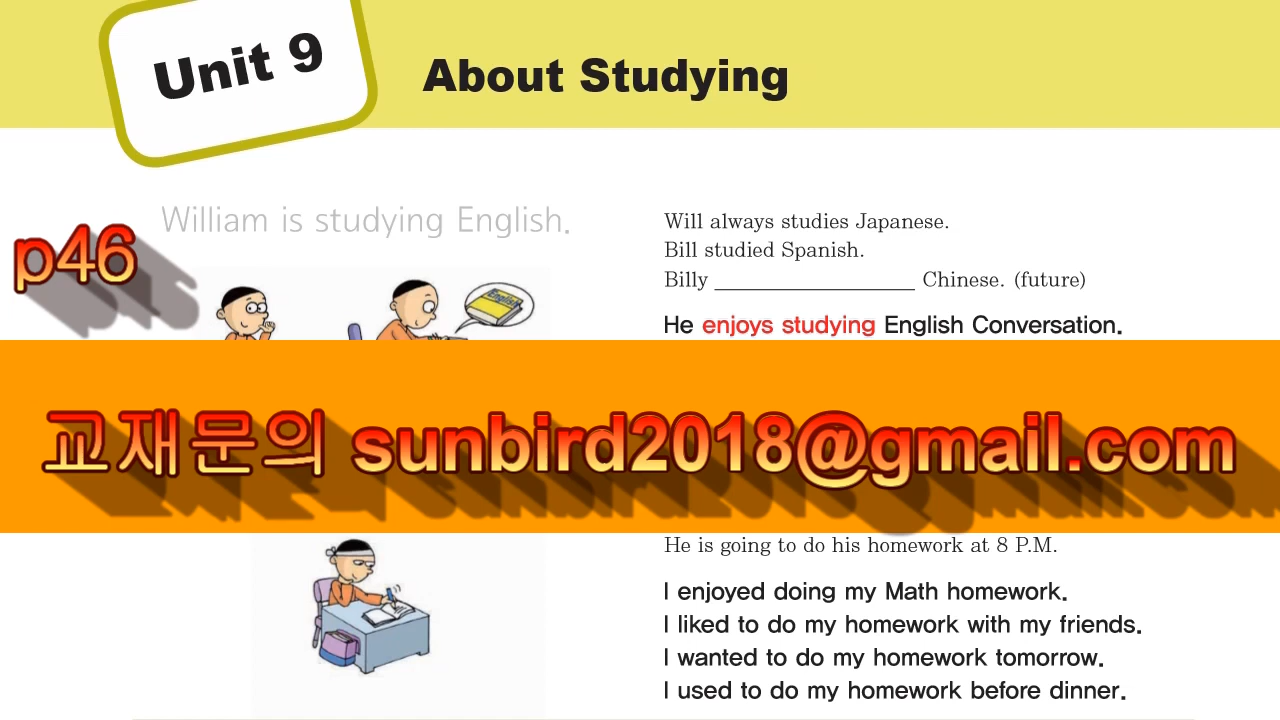 Unit 9
About Studying
William is studying English.
p46
English
Will always studies Japanese.
Bill studied Spanish.
Billy __________________ Chinese. (future)
He enjoys studying English Conversation.
교재문의 sunbird2018@gmail.com
He is going to do his homework at 8 P.M.
I enjoyed doing my Math homework.
I liked to do my homework with my friends.
I wanted to do my homework tomorrow.
I used to do my homework before dinner.